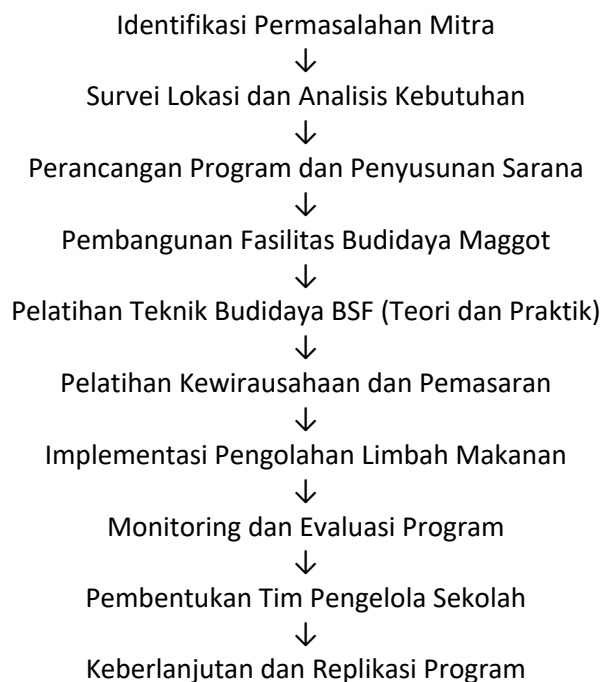 Identifikasi Permasalahan Mitra
↓
Survei Lokasi dan Analisis Kebutuhan
↓
Perancangan Program dan Penyusunan Sarana
↓
Pembangunan Fasilitas Budidaya Maggot
↓
Pelatihan Teknik Budidaya BSF (Teori dan Praktik)
↓
Pelatihan Kewirausahaan dan Pemasaran
↓
Implementasi Pengolahan Limbah Makanan
↓
Monitoring dan Evaluasi Program
↓
Pembentukan Tim Pengelola Sekolah
↓
Keberlanjutan dan Replikasi Program